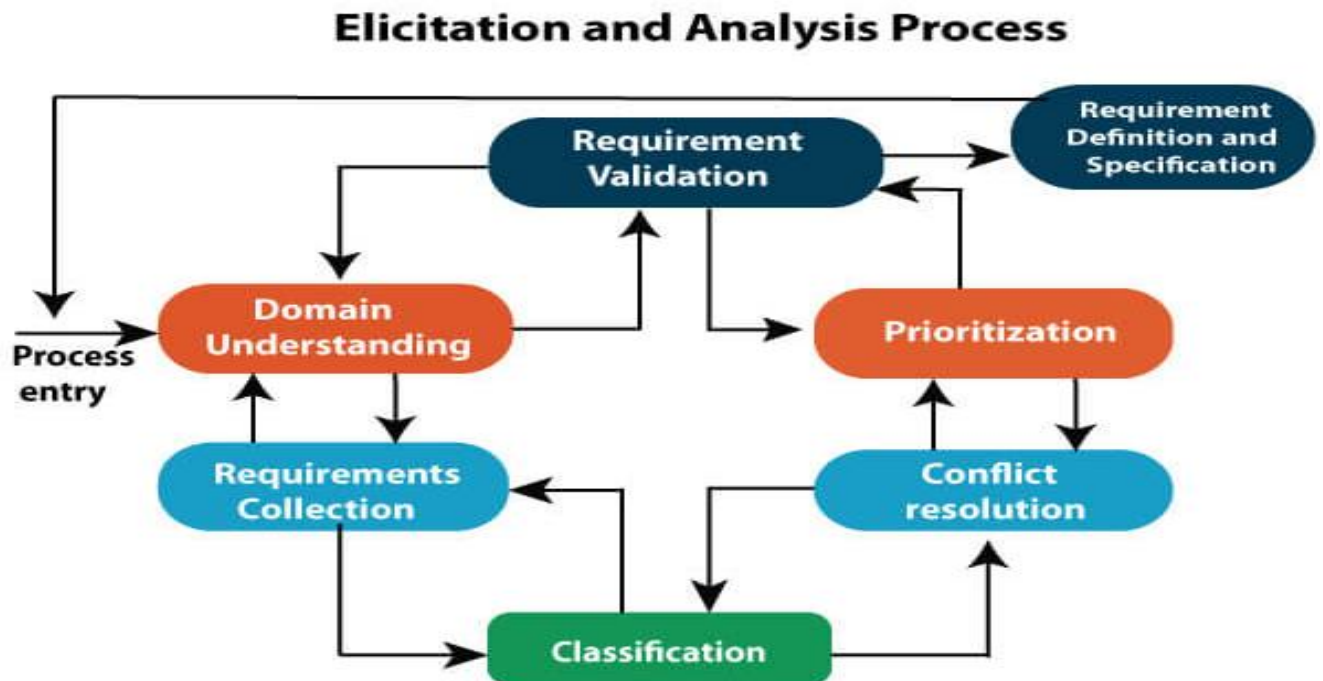 Elicitation and Analysis Process
Requirement
Definition and
Specification
Requirement
Validation
Domain
Understanding
Prioritization
Process
entry
Requirements
Collection
Conflict
resolution
Classification